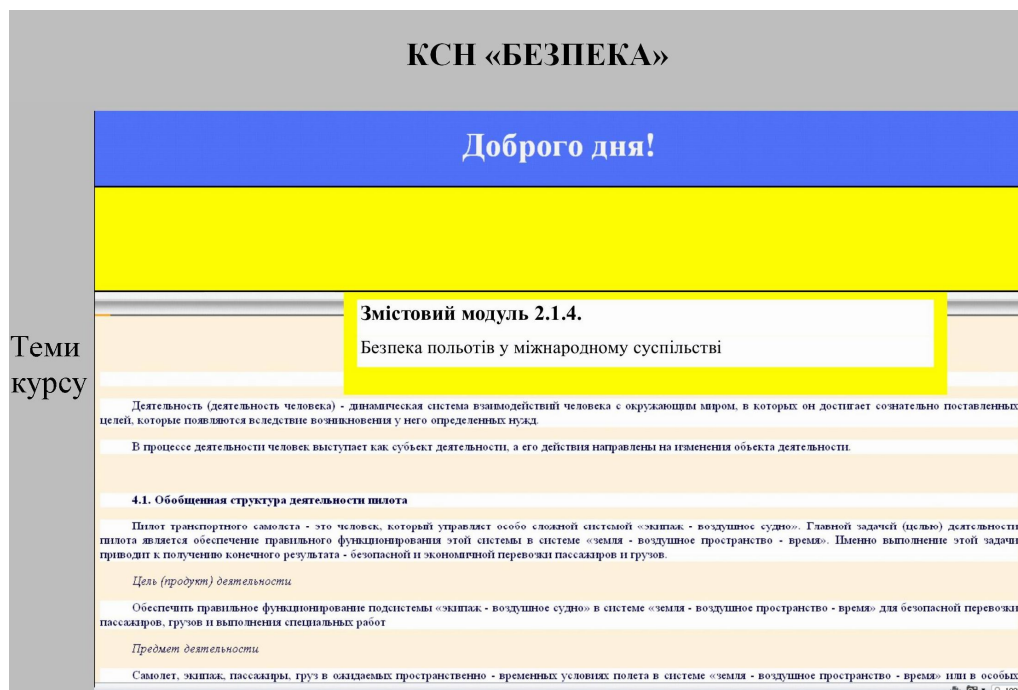 КСН «БЕЗПЕКА»
Доброго дня!
Змістовий модуль 2.1.4.
Безпека польотів у міжнародному суспільстві
Теми
курсу
Деятельность (деятельность человека) - динамическая система взаимодействий человека с окружающим миром, в которых он достигает сознательно поставленных
целей, которые появляются вследствие возникновения у него определенных нужд.
В процессе деятельности человек выступает как субъект деятельности, а его действия направлены на изменения объекта деятельности.
4.1. Обобщенная структура деятельности пилота
Пилот транспортного самолета - это человек, который управляет особо сложной системой «экипаж - воздушное судно». Главной задачей (целью) деятельности
пилота является обеспечение правильного функционирования этой системы в системе «земля - воздушное пространство - время». Именно выполнение этой задачи
приводит к получению конечного результата - безопасной и экономичной перевозки пассажиров и грузов.
Цель (продукт) деятельности
Обеспечить правильное функционирование подсистемы «экипаж - воздушное судно» в системе «земля - воздушное пространство - время» для безопасной перевозки
пассажиров, грузов и выполнения специальных работ
Предмет деятельности
Самолет, экипаж, пассажиры, груз в ожидаемых пространственно - временных условиях полета в системе «земля - воздушное пространство - время» или в особых